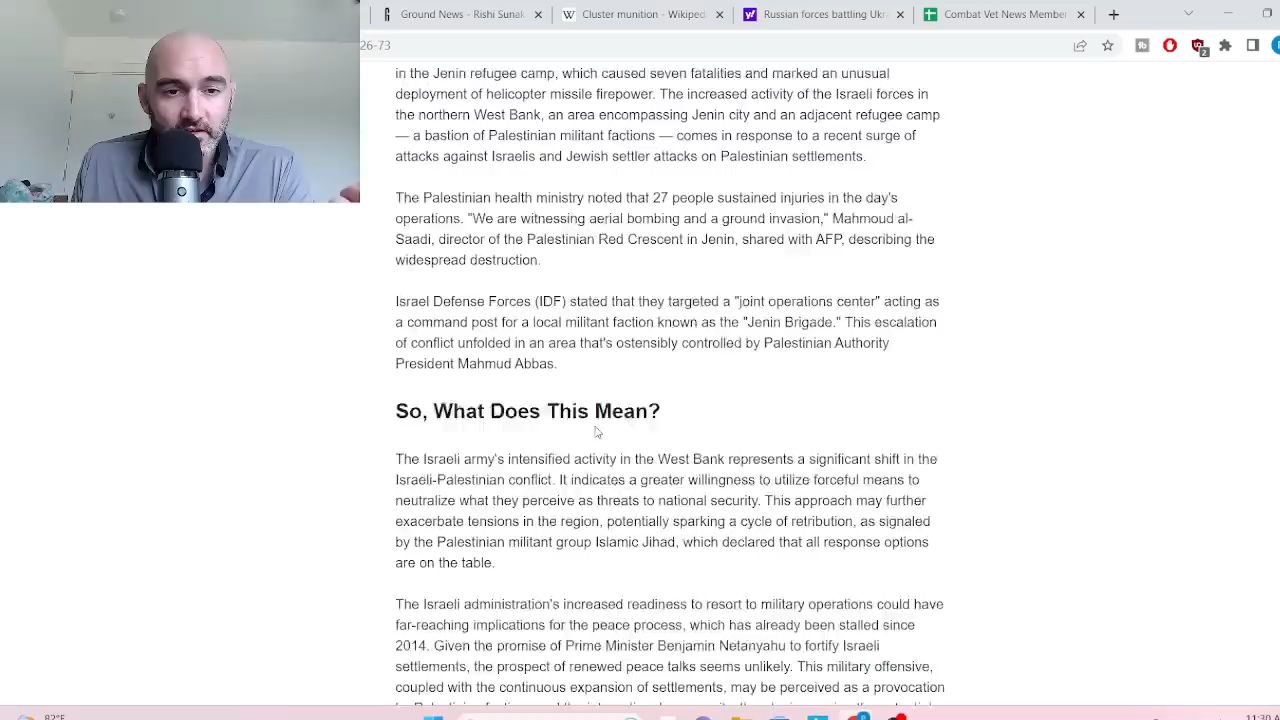 Ground News - Rishi Sunak
Cluster munition - Wikiped
Russian forces battling Ukr
Combat Vet News Member
26-73
in the Jenin refugee camp, which caused seven fatalities and marked an unusual
deployment of helicopter missile firepower. The increased activity of the Israeli forces in
the northern West Bank, an area encompassing Jenin city and an adjacent refugee camp
— a bastion of Palestinian militant factions — comes in response to a recent surge of
attacks against Israelis and Jewish settler attacks on Palestinian settlements.
The Palestinian health ministry noted that 27 people sustained injuries in the day's
operations. "We are witnessing aerial bombing and a ground invasion," Mahmoud al-
Saadi, director of the Palestinian Red Crescent in Jenin, shared with AFP, describing the
widespread destruction.
Israel Defense Forces (IDF) stated that they targeted a "joint operations center" acting as
a command post for a local militant faction known as the "Jenin Brigade." This escalation
of conflict unfolded in an area that's ostensibly controlled by Palestinian Authority
President Mahmud Abbas.
So, What Does This Mean?
The Israeli army's intensified activity in the West Bank represents a significant shift in the
Israeli-Palestinian conflict. It indicates a greater willingness to utilize forceful means to
neutralize what they perceive as threats to national security. This approach may further
exacerbate tensions in the region, potentially sparking a cycle of retribution, as signaled
by the Palestinian militant group Islamic Jihad, which declared that all response options
are on the table.
The Israeli administration's increased readiness to resort to military operations could have
far-reaching implications for the peace process, which has already been stalled since
2014. Given the promise of Prime Minister Benjamin Netanyahu to fortify Israeli
settlements, the prospect of renewed peace talks seems unlikely. This military offensive,
coupled with the continuous expansion of settlements, may be perceived as a provocation
82°F
11:30 A